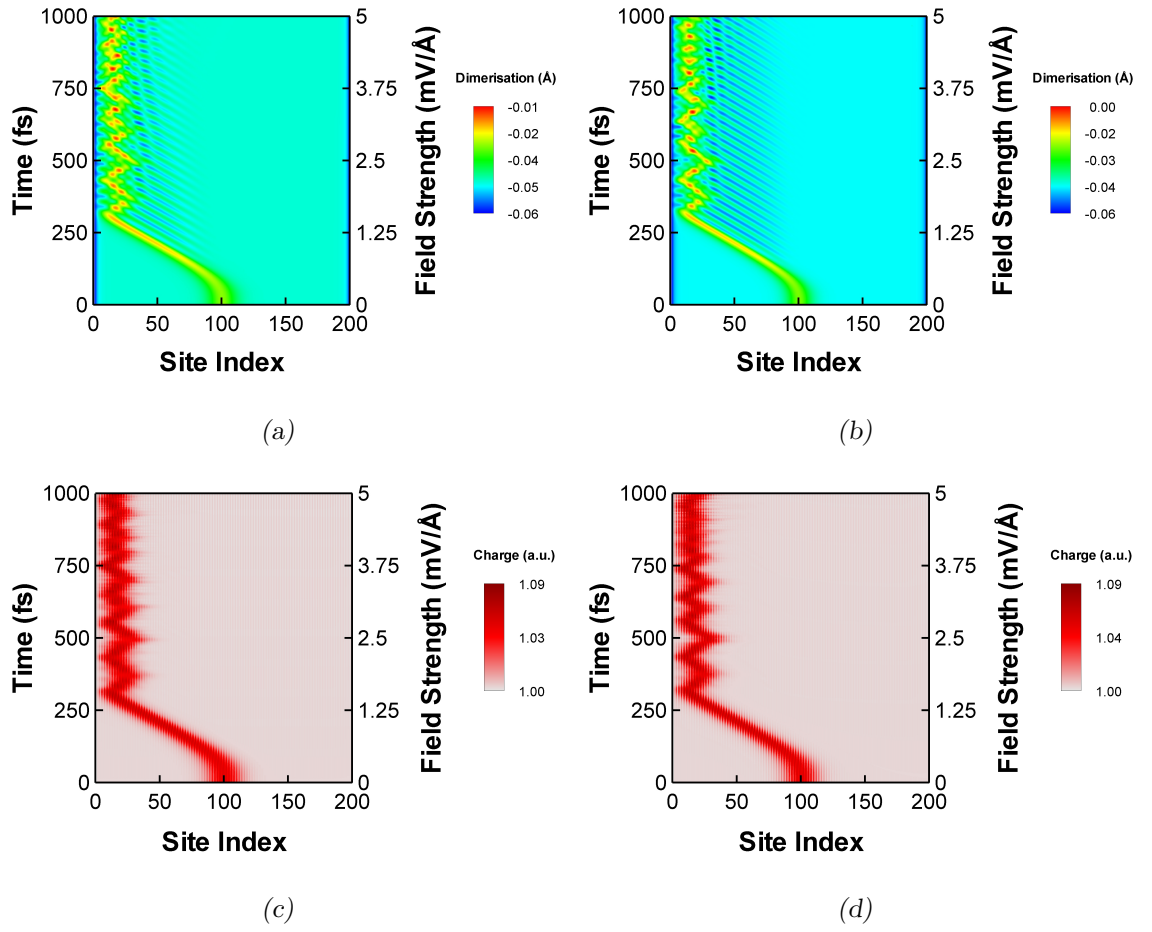 1000
750
500
250
0
Time (fs)
0 50 100 150 200
Site Index
5
3.75
2.5
1.25
0
Field Strength (mV/Å)
Dimerisation (Å)
-0.01
-0.02
-0.04
-0.05
-0.06
(a)
1000
750
500
250
0
Time (fs)
0 50 100 150 200
Site Index
5
3.75
2.5
1.25
0
Field Strength (mV/Å)
Dimerisation (Å)
0.00
-0.01
-0.03
-0.04
-0.06
(b)
1000
750
500
250
0
Time (fs)
0 50 100 150 200
Site Index
5
3.75
2.5
1.25
0
Field Strength (mV/Å)
Charge (a.u.)
1.09
1.03
1.00
(c)
1000
750
500
250
0
Time (fs)
0 50 100 150 200
Site Index
5
3.75
2.5
1.25
0
Field Strength (mV/Å)
Charge (a.u.)
1.09
1.04
1.00
(d)